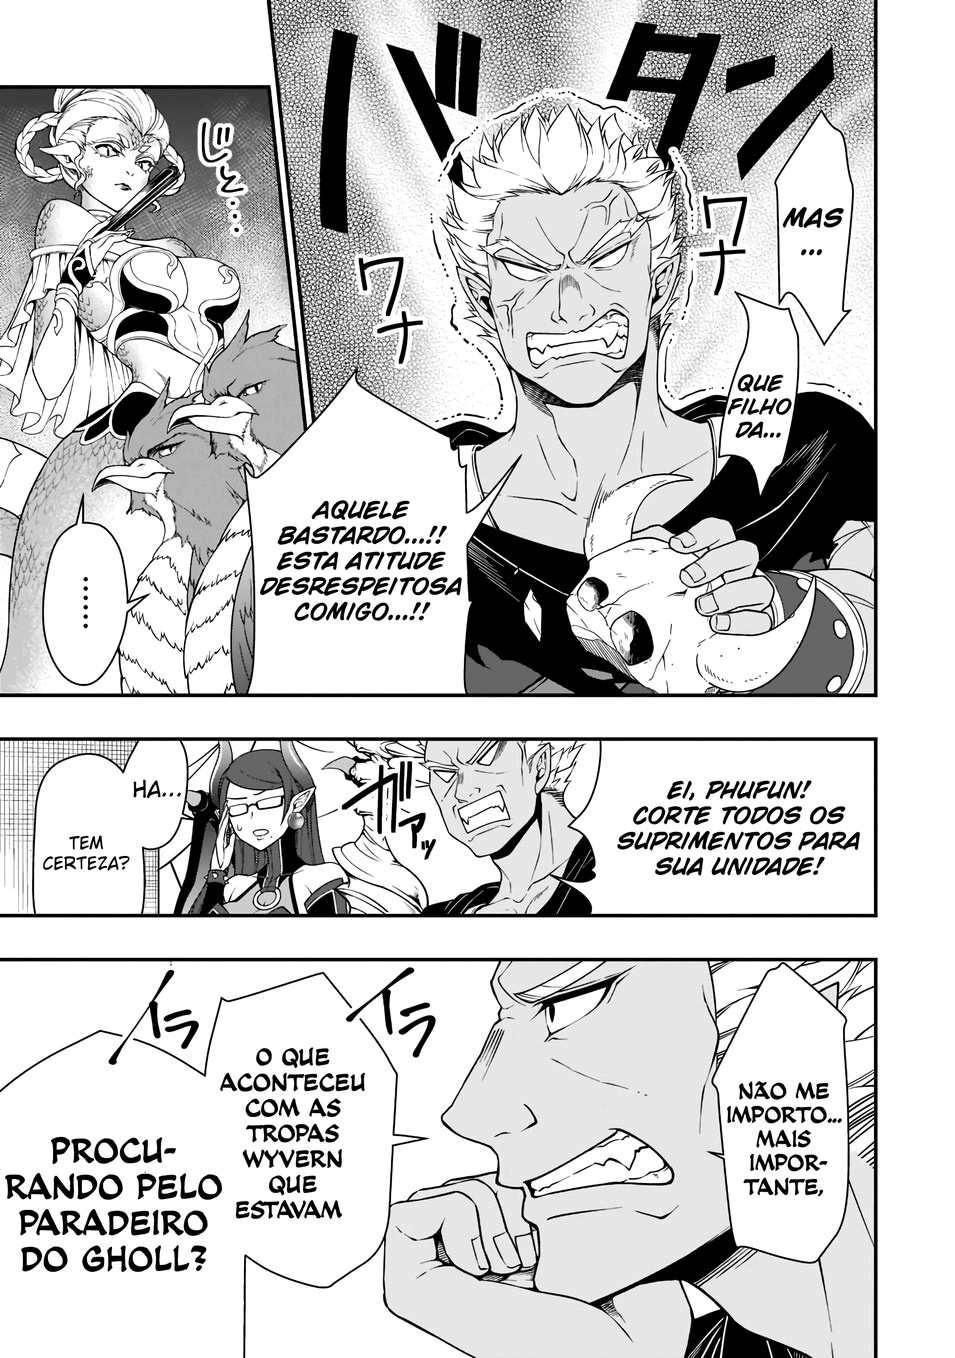 バタン
MAS
...
QUE
FILHO
DA...
ワナ
ワナ
AQUELE
BASTARDO...!!
ESTA ATITUDE
DESRESPEITOSA
COMIGO...!!
じと...
......
EI, PHUFUN!
CORTE TODOS OS
SUPRIMENTOS PARA
SUA UNIDADE!
ガアァッ
HA...
TEM
CERTEZA?
NÃO ME
IMPORTO...
MAIS
IMPOR-
TANTE,
イラ
O QUE
ACONTECEU
COM AS
TROPAS
WYVERN
QUE
ESTAVAM
イラ
PROCU-
RANDO PELO
PARADEIRO
DO GHOLL?